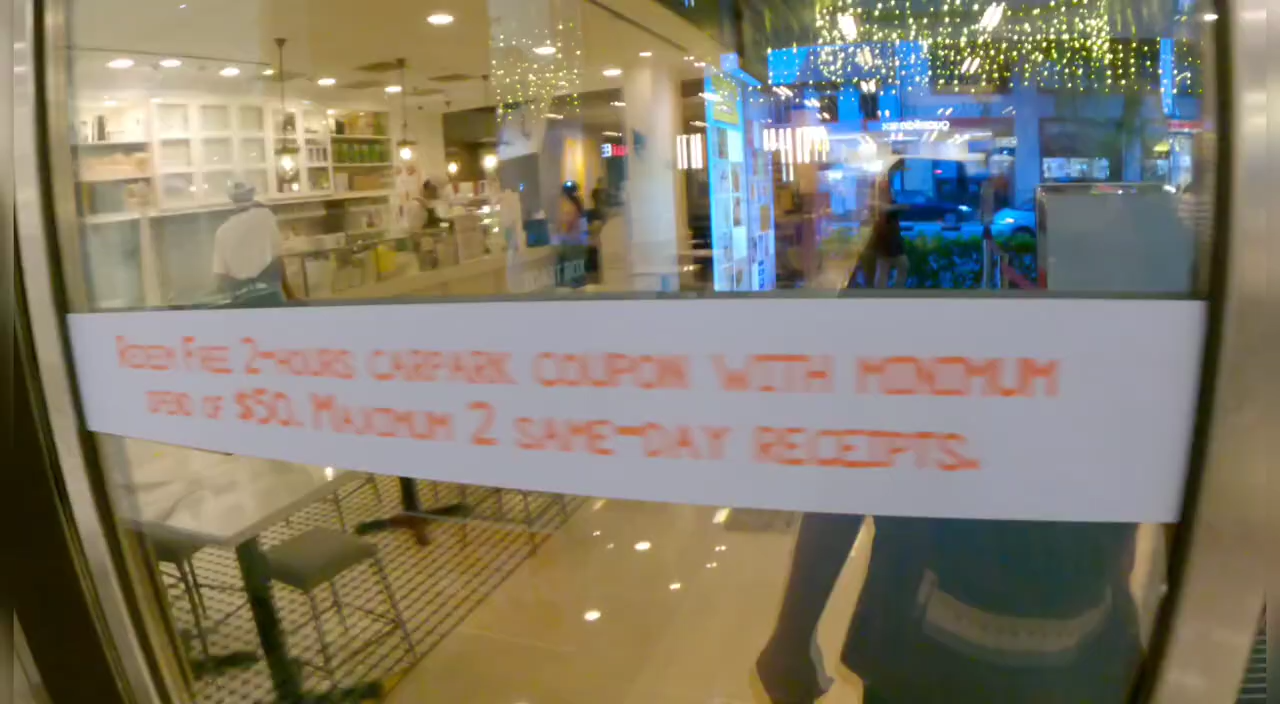 REDEEM FREE 2-HOURS CARPARK COUPON WITH MINIMUM
SPEND OF $50. MAXIMUM 2 SAME-DAY RECEIPTS.